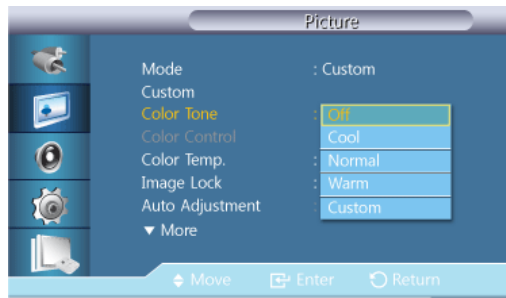 Picture
Mode : Custom
Custom
Color Tone : Off
Color Control Cool
Color Temp. : Normal
Image Lock : Warm
Auto Adjustment : Custom
▼ More
Move Enter Return